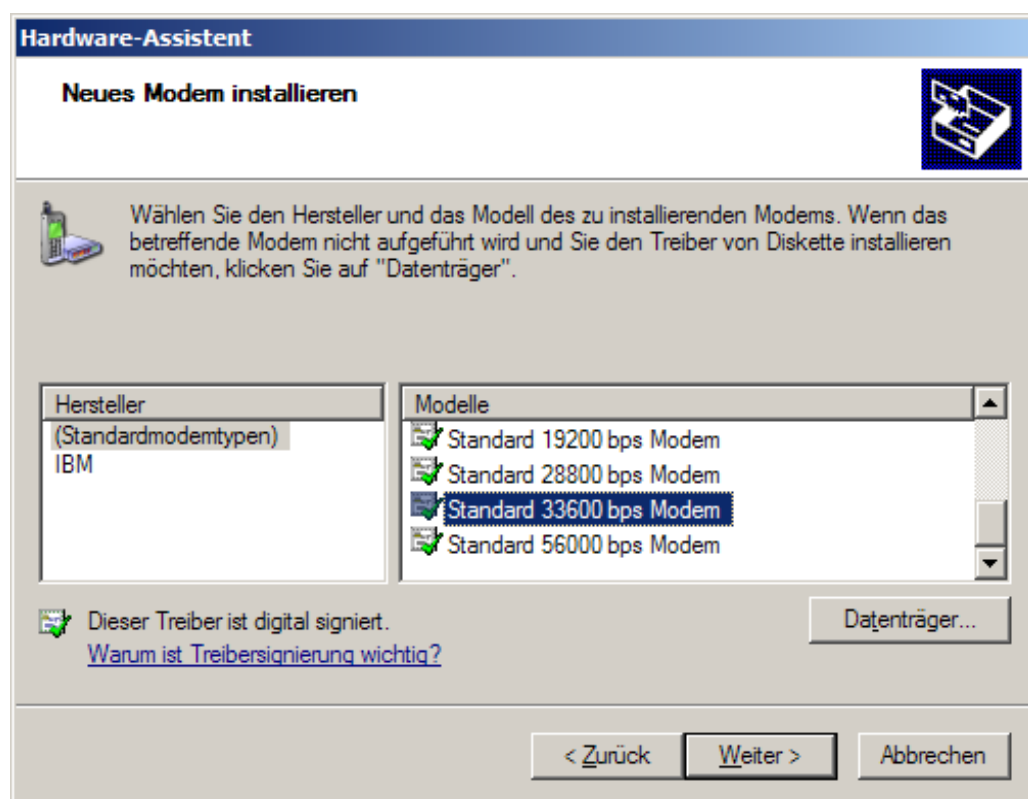 Hardware-Assistent
Neues Modem installieren
Wählen Sie den Hersteller und das Modell des zu installierenden Modems. Wenn das
betreffende Modem nicht aufgeführt wird und Sie den Treiber von Diskette installieren
möchten, klicken Sie auf "Datenträger".
Hersteller
(Standardmodemtypen)
IBM
Modelle
Standard 19200 bps Modem
Standard 28800 bps Modem
Standard 33600 bps Modem
Standard 56000 bps Modem
Dieser Treiber ist digital signiert.
Warum ist Treibersignierung wichtig?
Datenträger...
< Zurück
Weiter >
Abbrechen